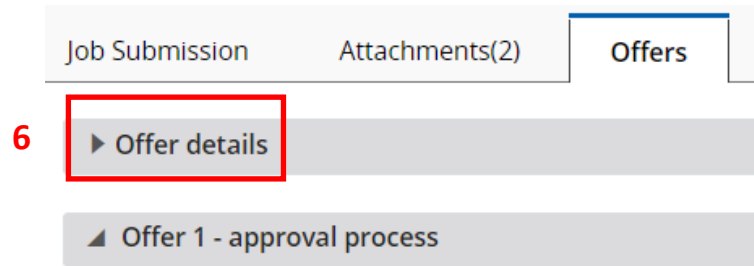 Job Submission Attachments(2) Offers
6 Offer details
Offer 1 - approval process